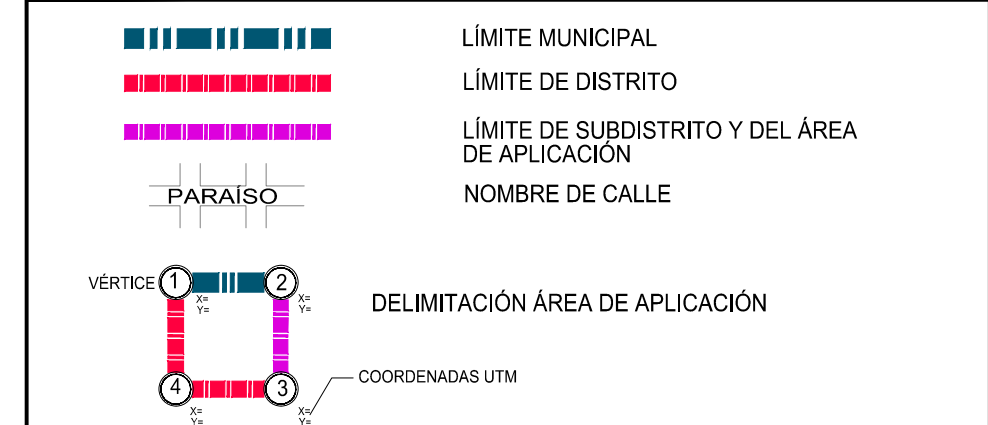 LÍMITE MUNICIPAL
LÍMITE DE DISTRITO
LÍMITE DE SUBDISTRITO Y DEL ÁREA
DE APLICACIÓN
PARAÍSO
NOMBRE DE CALLE
VÉRTICE 1 2
X= X=
Y= Y=
DELIMITACIÓN ÁREA DE APLICACIÓN
COORDENADAS UTM
4 3
X= X=
Y= Y=